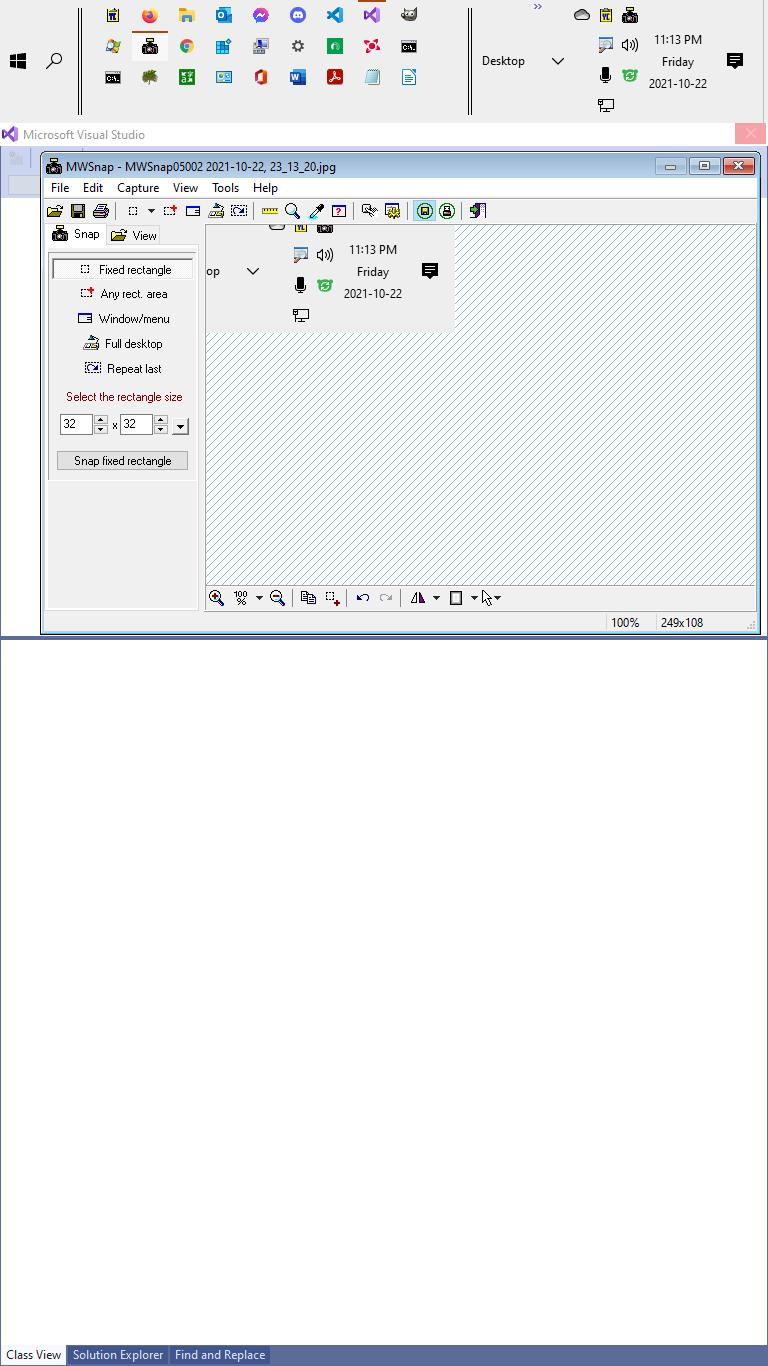 »
11:13 PM
Desktop
Friday
2021-10-22
Microsoft Visual Studio
MWSnap - MWSnap05002 2021-10-22, 23_13_20.jpg
File Edit Capture View Tools Help
Snap View
Fixed rectangle
Any rect. area
Window/menu
Full desktop
Repeat last
Select the rectangle size
32 x 32
Snap fixed rectangle
11:13 PM
op
Friday
2021-10-22
100 %
100% 249x108
Class View Solution Explorer Find and Replace